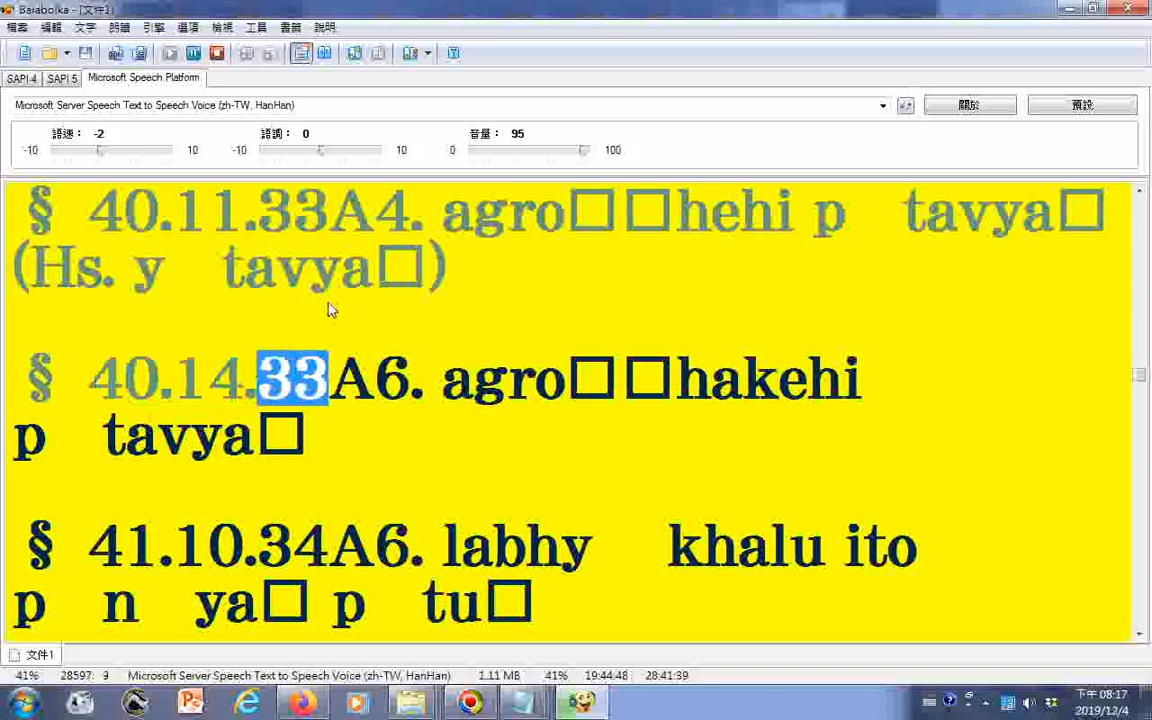 Balabolka - [文件1]
檔案 編輯 文字 朗讀 引擎 選項 檢視 工具 書籤 說明
SAPI 4 SAPI 5 Microsoft Speech Platform
Microsoft Server Speech Text to Speech Voice (zh-TW, HanHan) 關於 預設
語速： -2 語調： 0 音量： 95
-10 10 -10 10 0 100
§ 40.11.33A4. agro□□hehi p tavya□
(Hs. y tavya□)
§ 40.14.33A6. agro□□hakehi
p tavya□
§ 41.10.34A6. labhy khalu ito
p n ya□ p tu□
文件1
41% 28597: 9 Microsoft Server Speech Text to Speech Voice (zh-TW, HanHan) 1.11 MB 41% 19:44:48 28:41:39
下午 08:17
2019/12/4